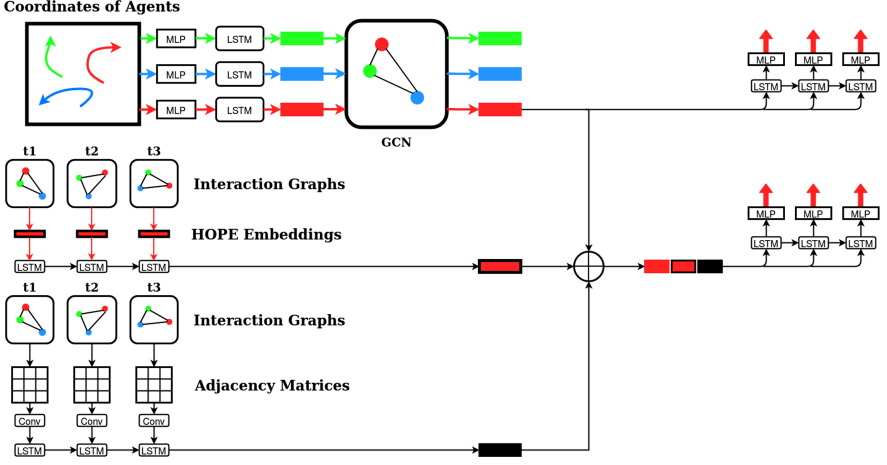 Coordinates of Agents
MLP LSTM
MLP LSTM
MLP LSTM
GCN
MLP MLP MLP
LSTM LSTM LSTM
t1 t2 t3
Interaction Graphs
HOPE Embeddings
LSTM LSTM LSTM
MLP MLP MLP
LSTM LSTM LSTM
t1 t2 t3
Interaction Graphs
Adjacency Matrices
Conv Conv Conv
LSTM LSTM LSTM